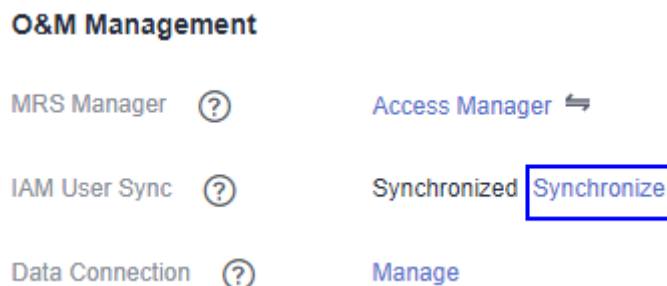 O&M Management
MRS Manager ? Access Manager ⇋
IAM User Sync ? Synchronized Synchronize
Data Connection ? Manage